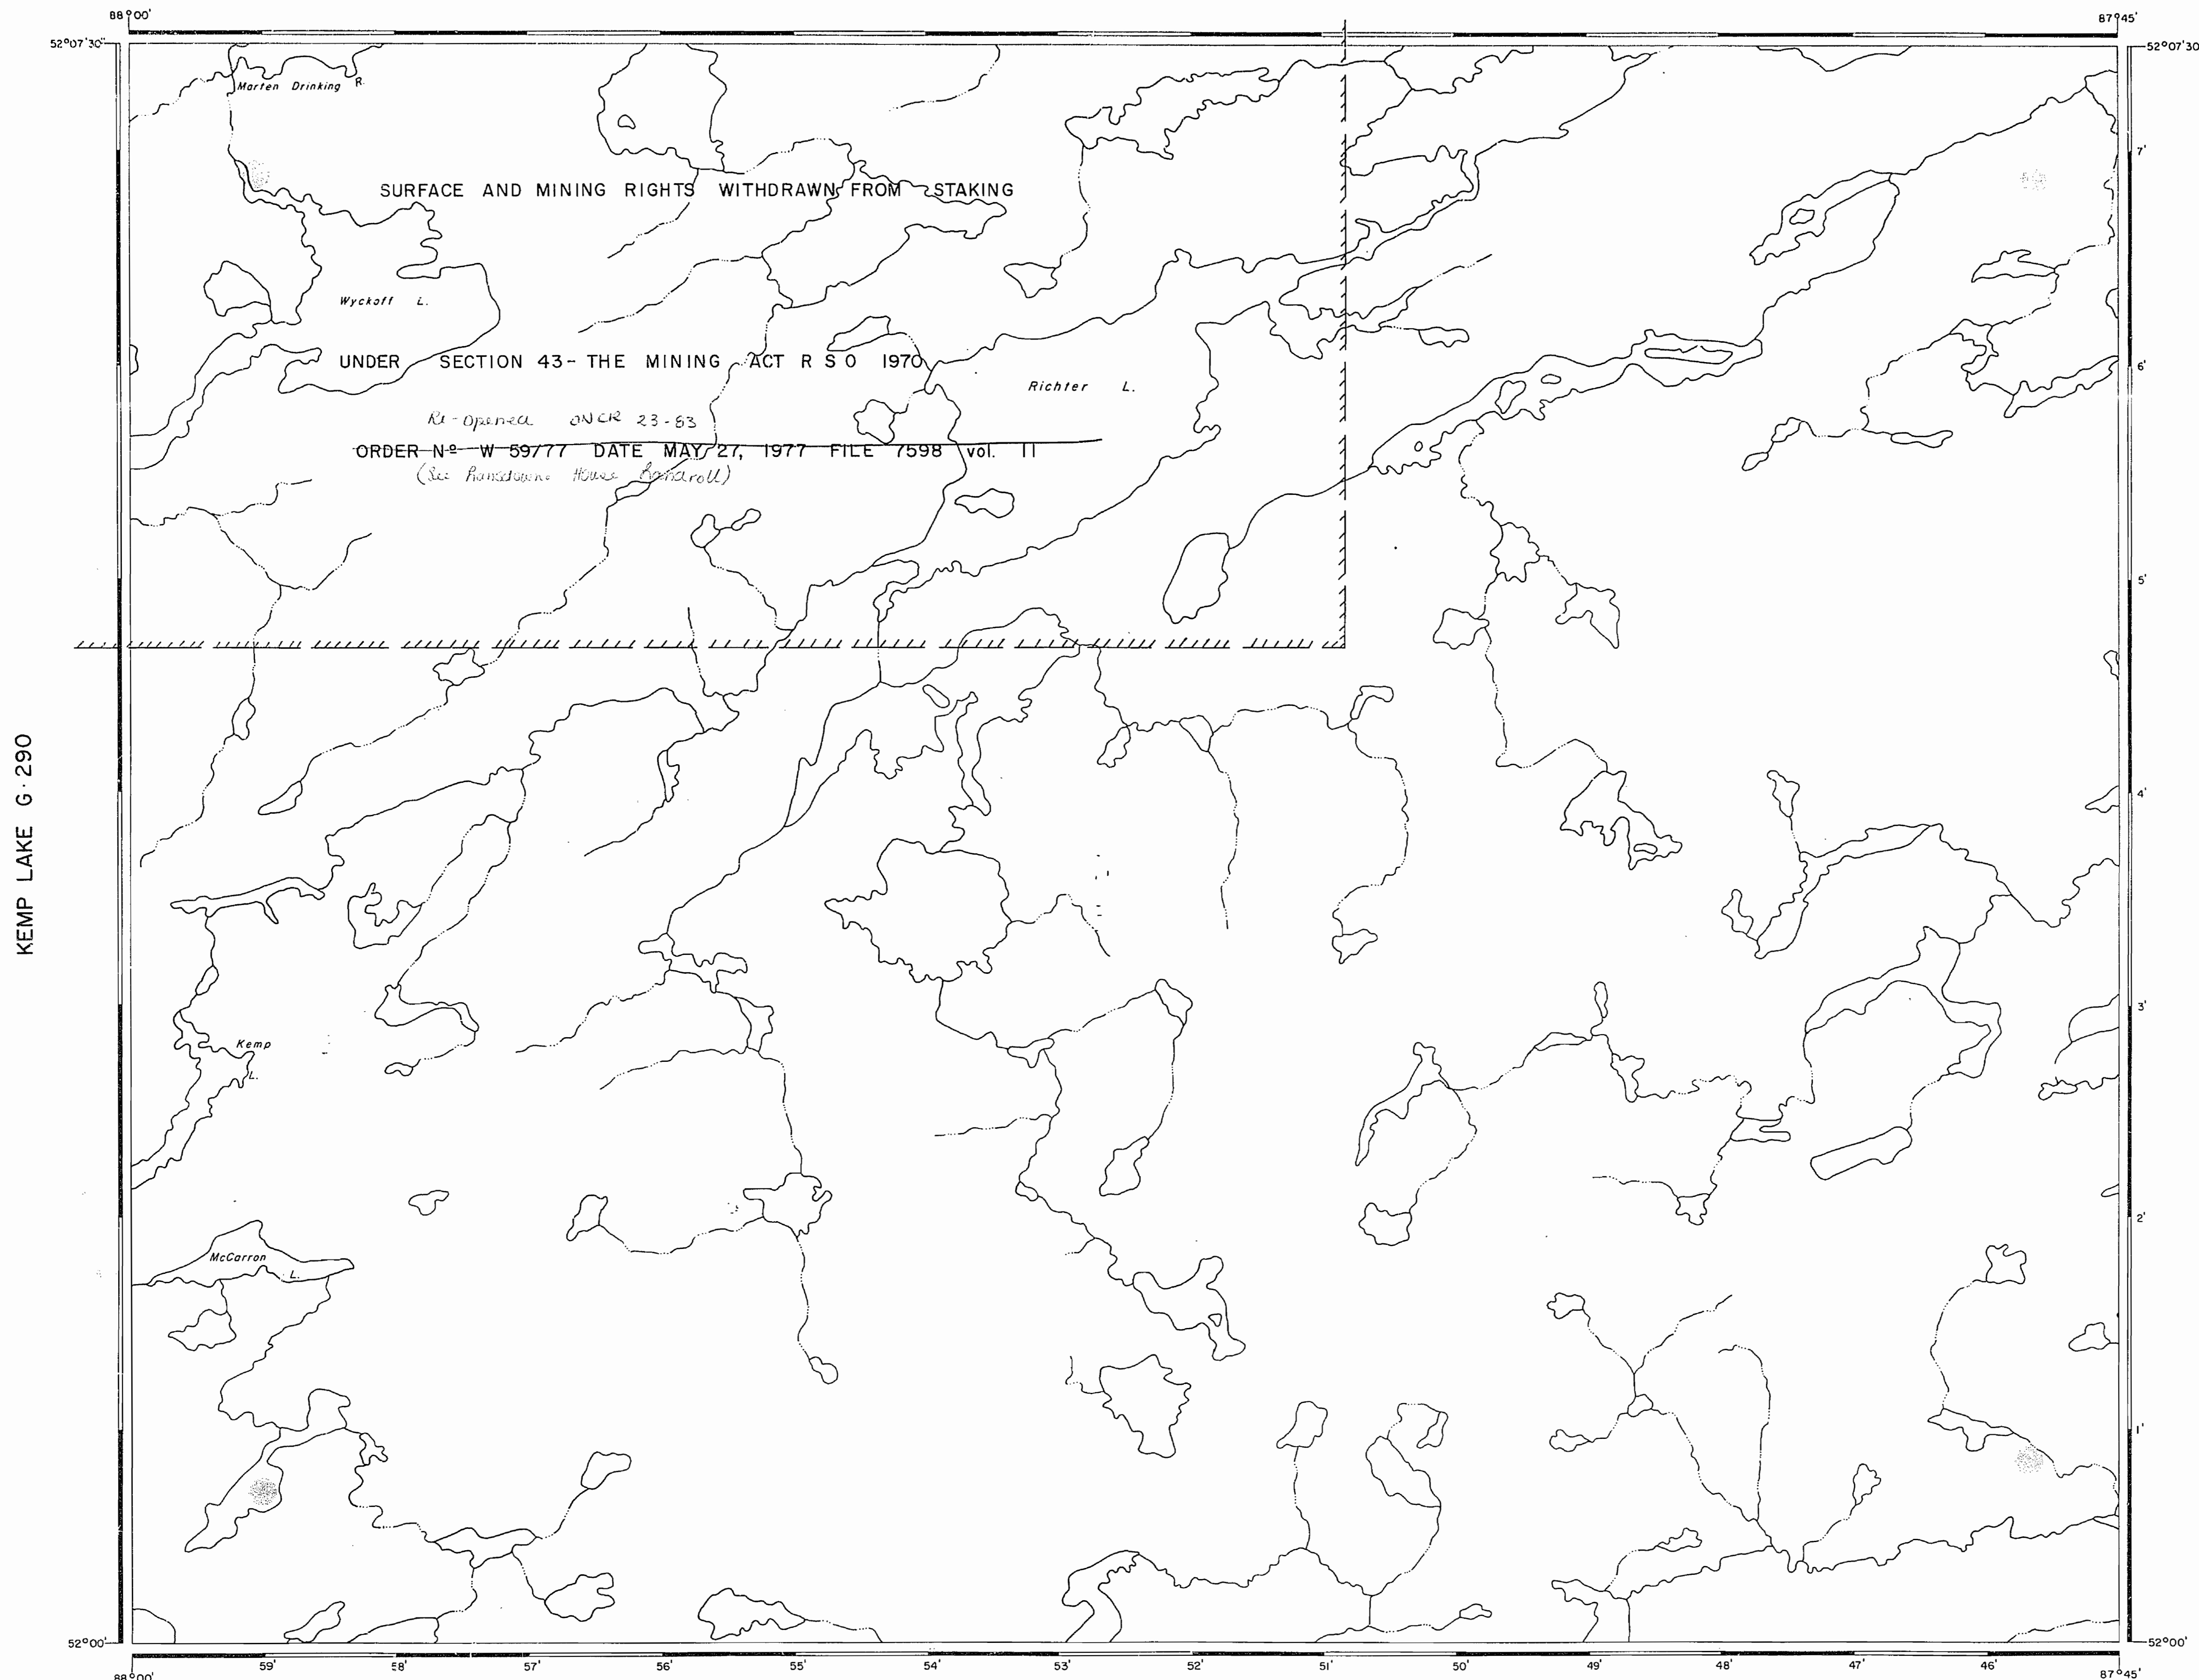 88°00' 87°45'
52°07'30" 52°07'30
Marten Drinking R.
7'
SURFACE AND MINING RIGHTS WITHDRAWN FROM STAKING
Wyckoff L.
UNDER SECTION 43- THE MINING ACT R S O 1970
6'
Richter L.
Re-opened ONCR 23-83
ORDER Nº W 59/77 DATE MAY 27, 1977 FILE 7598 vol. II
(See House
5'
KEMP LAKE G·290
4'
3'
Kemp
L.
2'
McCarron
L.
1'
52°00' 52°00'
88°00' 59' 58' 57' 56' 55' 54' 53' 52' 51' 50' 49' 48' 47' 46' 87°45'